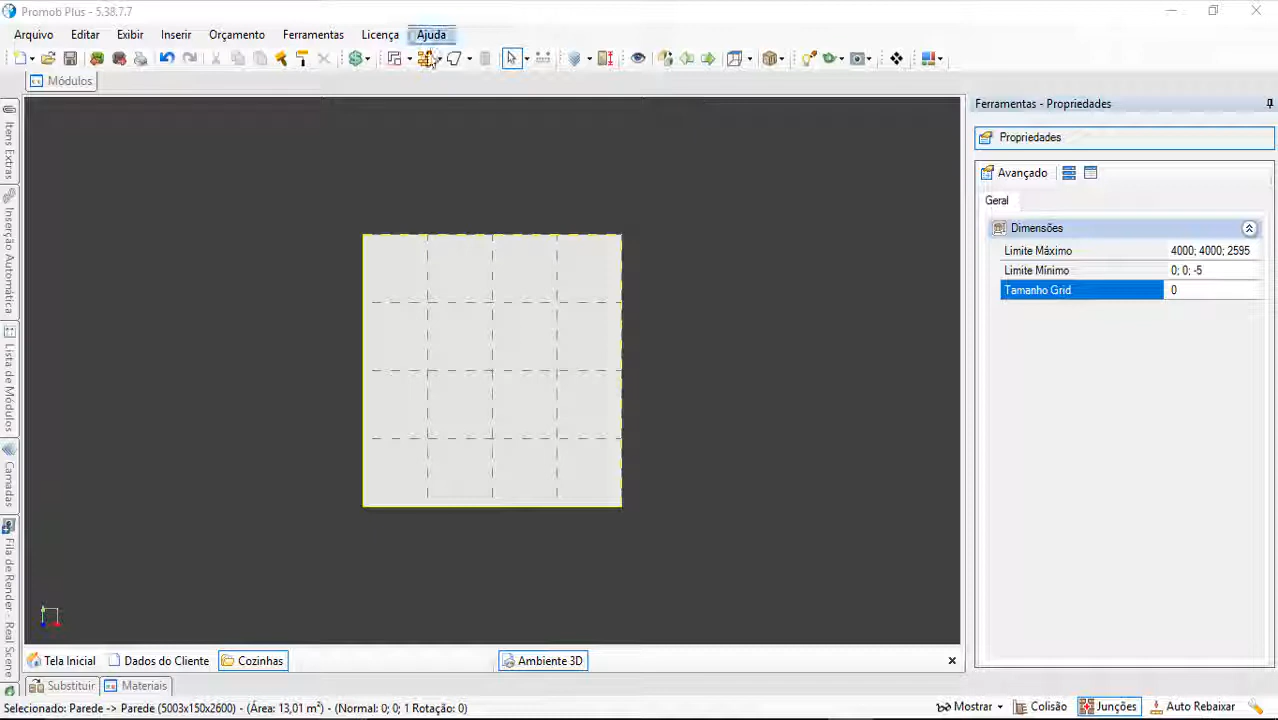 Promob Plus - 5.38.7.7
Arquivo Editar Exibir Inserir Orçamento Ferramentas Licença Ajuda
Módulos
Itens Extras
Inserção Automática
Lista de Módulos
Camadas
Fila de Render - Real Scene
Ferramentas - Propriedades
Propriedades
Avançado
Geral
Dimensões
Limite Máximo 4000; 4000; 2595
Limite Mínimo 0; 0; -5
Tamanho Grid 0
Tela Inicial Dados do Cliente Cozinhas Ambiente 3D
Substituir Materiais
Selecionado: Parede -> Parede (5003x150x2600) - (Área: 13,01 m²) - (Normal: 0; 0; 1 Rotação: 0)
Mostrar Colisão Junções Auto Rebaixar